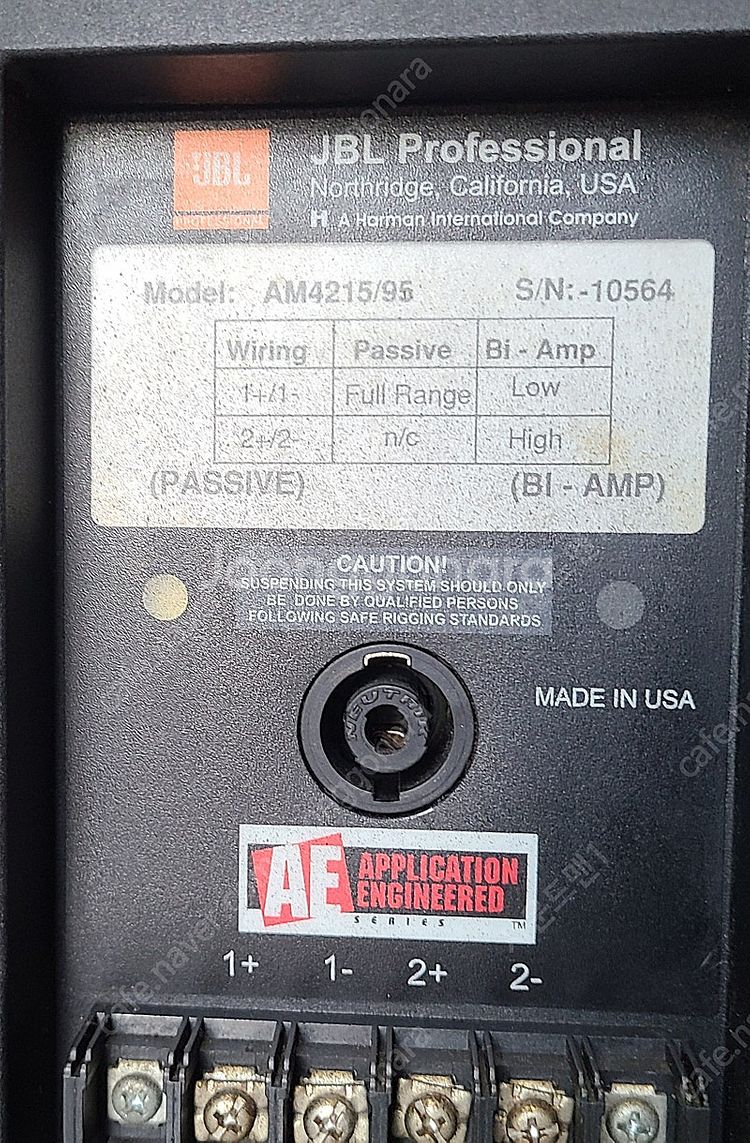 JBL
PROFESSIONAL
JBL Professional
Northridge, California, USA
H A Harman International Company
Model: AM4215/95 S/N:-10564
Wiring Passive Bi - Amp
1+/1- Full Range Low
2+/2- n/c High
(PASSIVE) (BI - AMP)
CAUTION!
SUSPENDING THIS SYSTEM SHOULD ONLY
BE DONE BY QUALIFIED PERSONS
FOLLOWING SAFE RIGGING STANDARDS
NEUTRIK
MADE IN USA
AE APPLICATION
ENGINEERED
SERIES TM
1+ 1- 2+ 2-